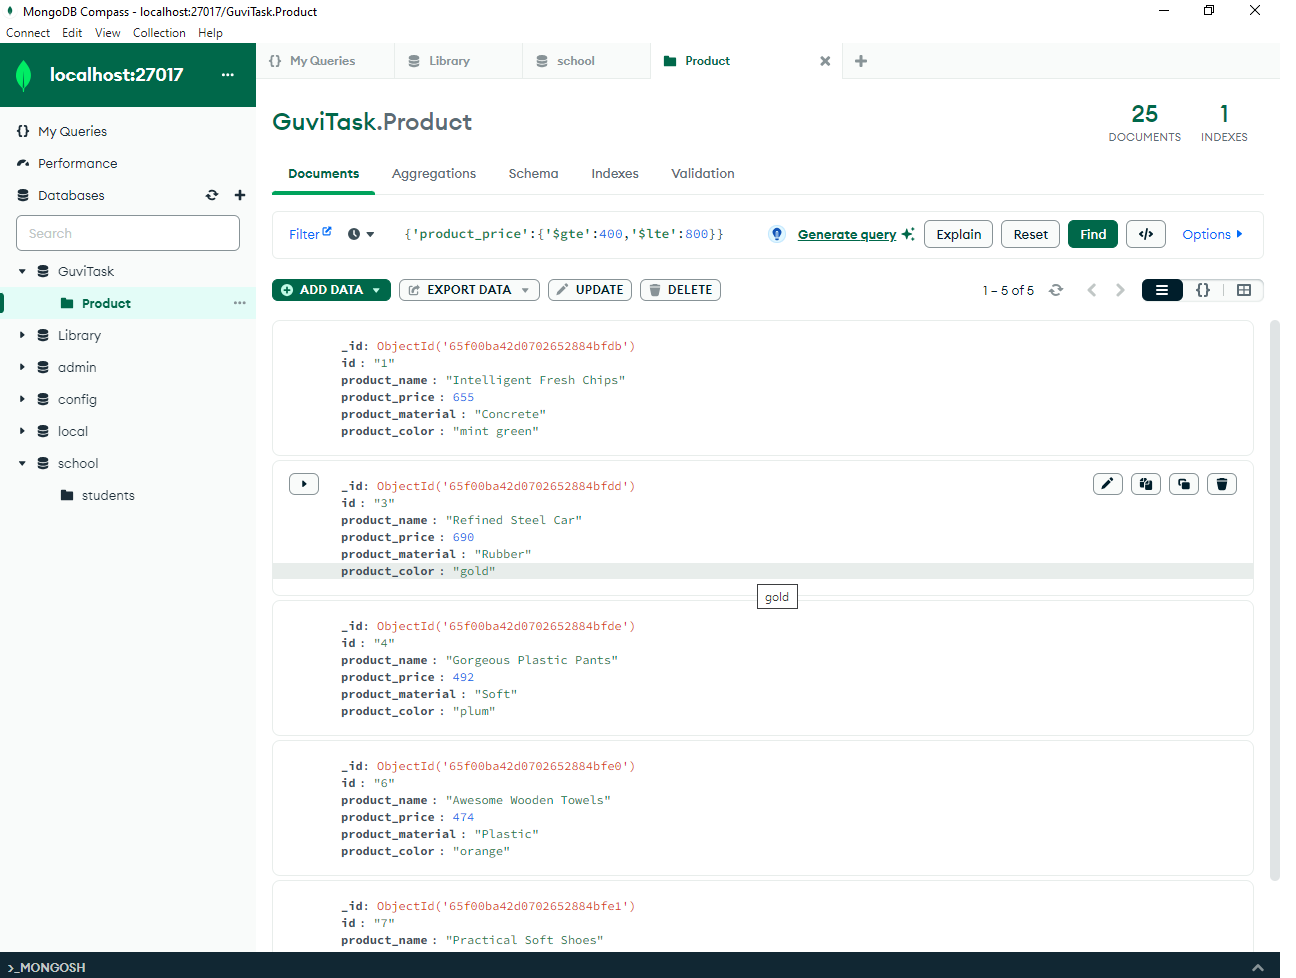 MongoDB Compass - localhost:27017/GuviTask.Product
Connect Edit View Collection Help
localhost:27017 ···
{} My Queries
Library
school
Product
My Queries
Performance
Databases
Search
GuviTask
Product ···
Library
admin
config
local
school
students
GuviTask.Product
25 DOCUMENTS
1 INDEXES
Documents Aggregations Schema Indexes Validation
Filter {'product_price':{'$gte':400,'$lte':800}} Generate query Explain Reset Find </> Options
ADD DATA EXPORT DATA UPDATE DELETE 1 – 5 of 5 {}
_id: ObjectId('65f00ba42d0702652884bfdb')
id : "1"
product_name : "Intelligent Fresh Chips"
product_price : 655
product_material : "Concrete"
product_color : "mint green"
_id: ObjectId('65f00ba42d0702652884bfdd')
id : "3"
product_name : "Refined Steel Car"
product_price : 690
product_material : "Rubber"
product_color : "gold"
gold
_id: ObjectId('65f00ba42d0702652884bfde')
id : "4"
product_name : "Gorgeous Plastic Pants"
product_price : 492
product_material : "Soft"
product_color : "plum"
_id: ObjectId('65f00ba42d0702652884bfe0')
id : "6"
product_name : "Awesome Wooden Towels"
product_price : 474
product_material : "Plastic"
product_color : "orange"
_id: ObjectId('65f00ba42d0702652884bfe1')
id : "7"
product_name : "Practical Soft Shoes"
>_MONGOSH